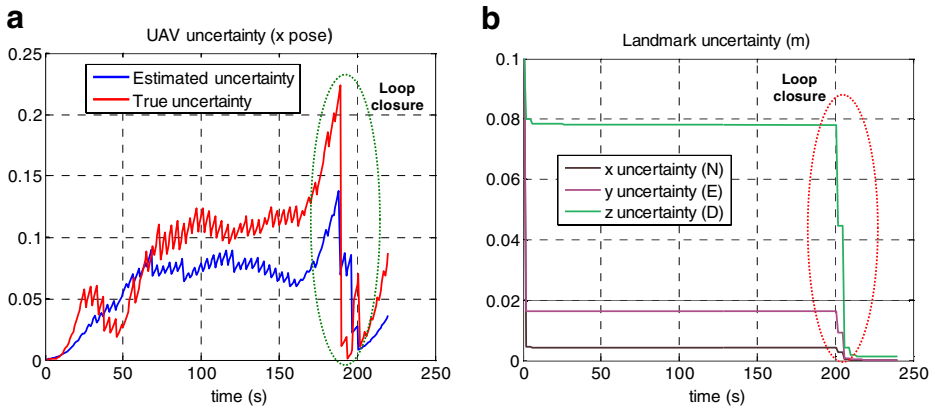 a
UAV uncertainty (x pose)
0.25
0.2
0.15
0.1
0.05
0
Estimated uncertainty
True uncertainty
Loop
closure
0
50
100
150
200
250
time (s)
b
Landmark uncertainty (m)
0.1
0.08
0.06
0.04
0.02
0
Loop
closure
x uncertainty (N)
y uncertainty (E)
z uncertainty (D)
0
50
100
150
200
250
time (s)